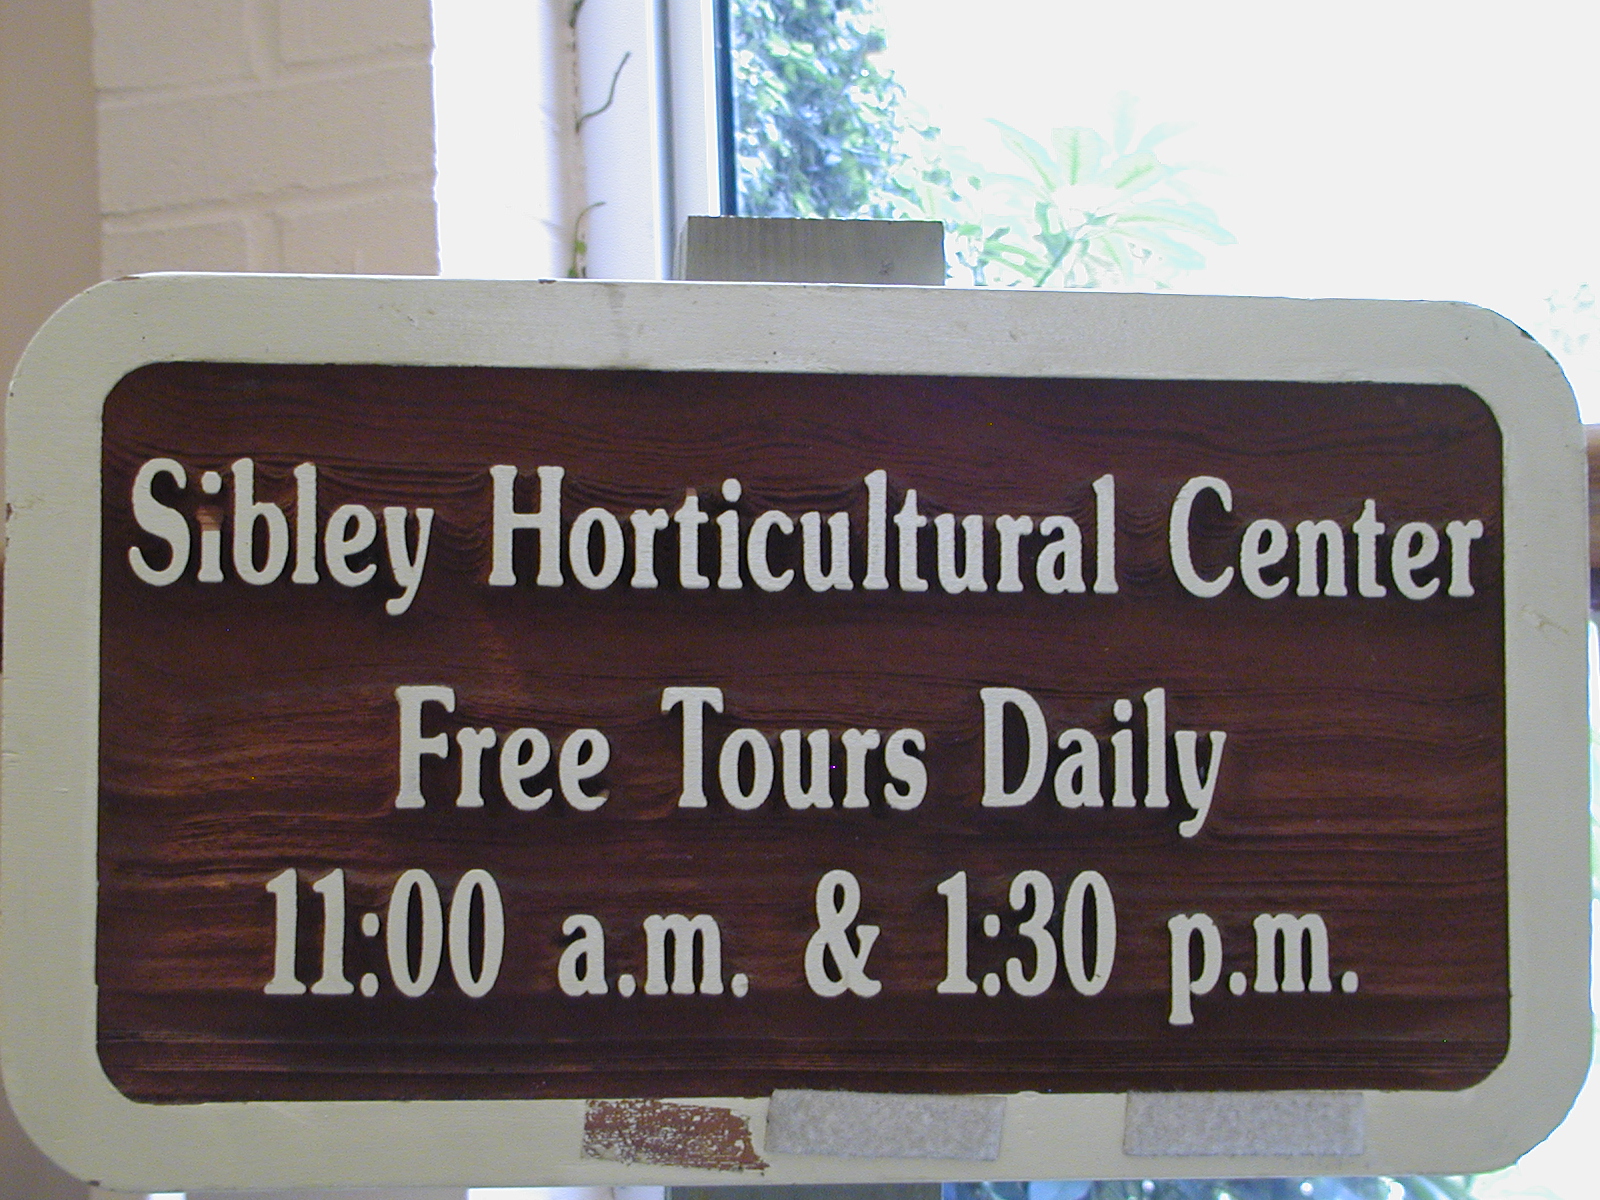 Sibley Horticultural Center
Free Tours Daily
11:00 a.m. & 1:30 p.m.